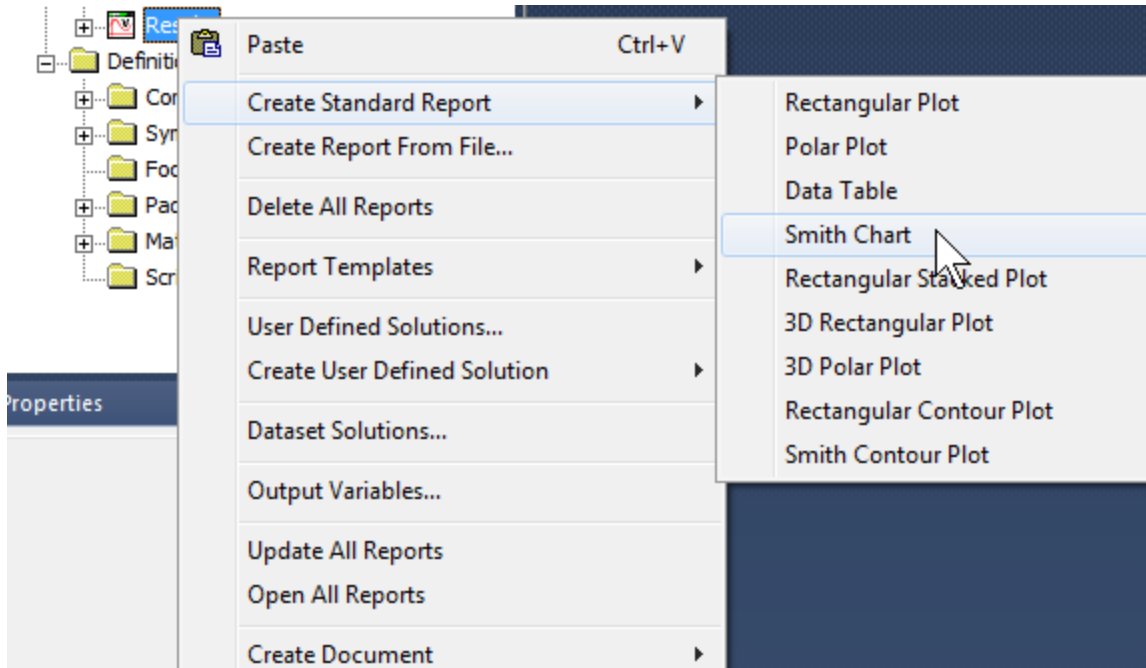 Paste Ctrl+V
Create Standard Report
Create Report From File...
Delete All Reports
Report Templates
User Defined Solutions...
Create User Defined Solution
Dataset Solutions...
Output Variables...
Update All Reports
Open All Reports
Create Document
Rectangular Plot
Polar Plot
Data Table
Smith Chart
Rectangular Stacked Plot
3D Rectangular Plot
3D Polar Plot
Rectangular Contour Plot
Smith Contour Plot
Properties